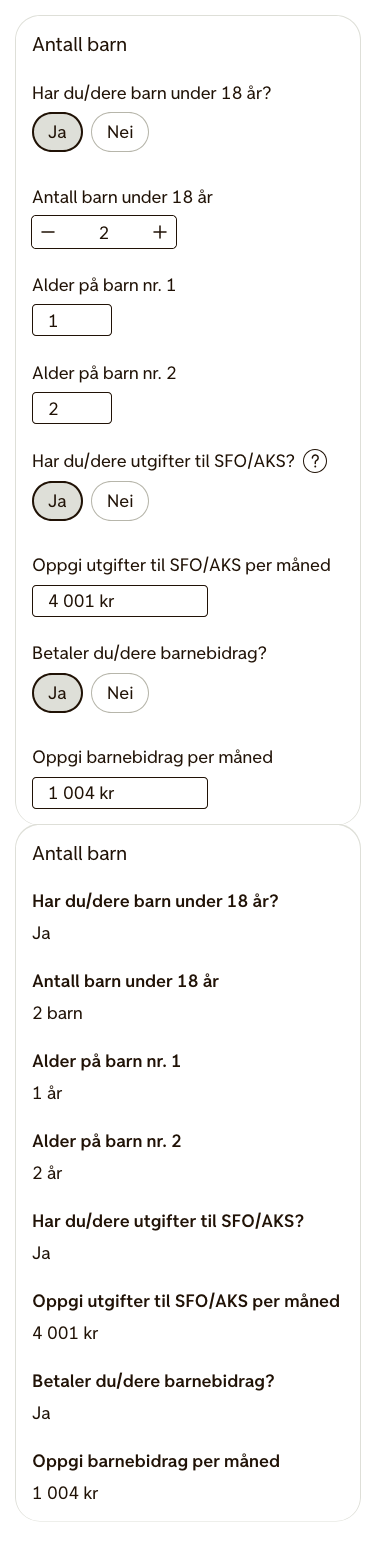 Antall barn
Har du/dere barn under 18 år?
Ja Nei
Antall barn under 18 år
− 2 +
Alder på barn nr. 1
1
Alder på barn nr. 2
2
Har du/dere utgifter til SFO/AKS? ?
Ja Nei
Oppgi utgifter til SFO/AKS per måned
4 001 kr
Betaler du/dere barnebidrag?
Ja Nei
Oppgi barnebidrag per måned
1 004 kr
Antall barn
Har du/dere barn under 18 år?
Ja
Antall barn under 18 år
2 barn
Alder på barn nr. 1
1 år
Alder på barn nr. 2
2 år
Har du/dere utgifter til SFO/AKS?
Ja
Oppgi utgifter til SFO/AKS per måned
4 001 kr
Betaler du/dere barnebidrag?
Ja
Oppgi barnebidrag per måned
1 004 kr